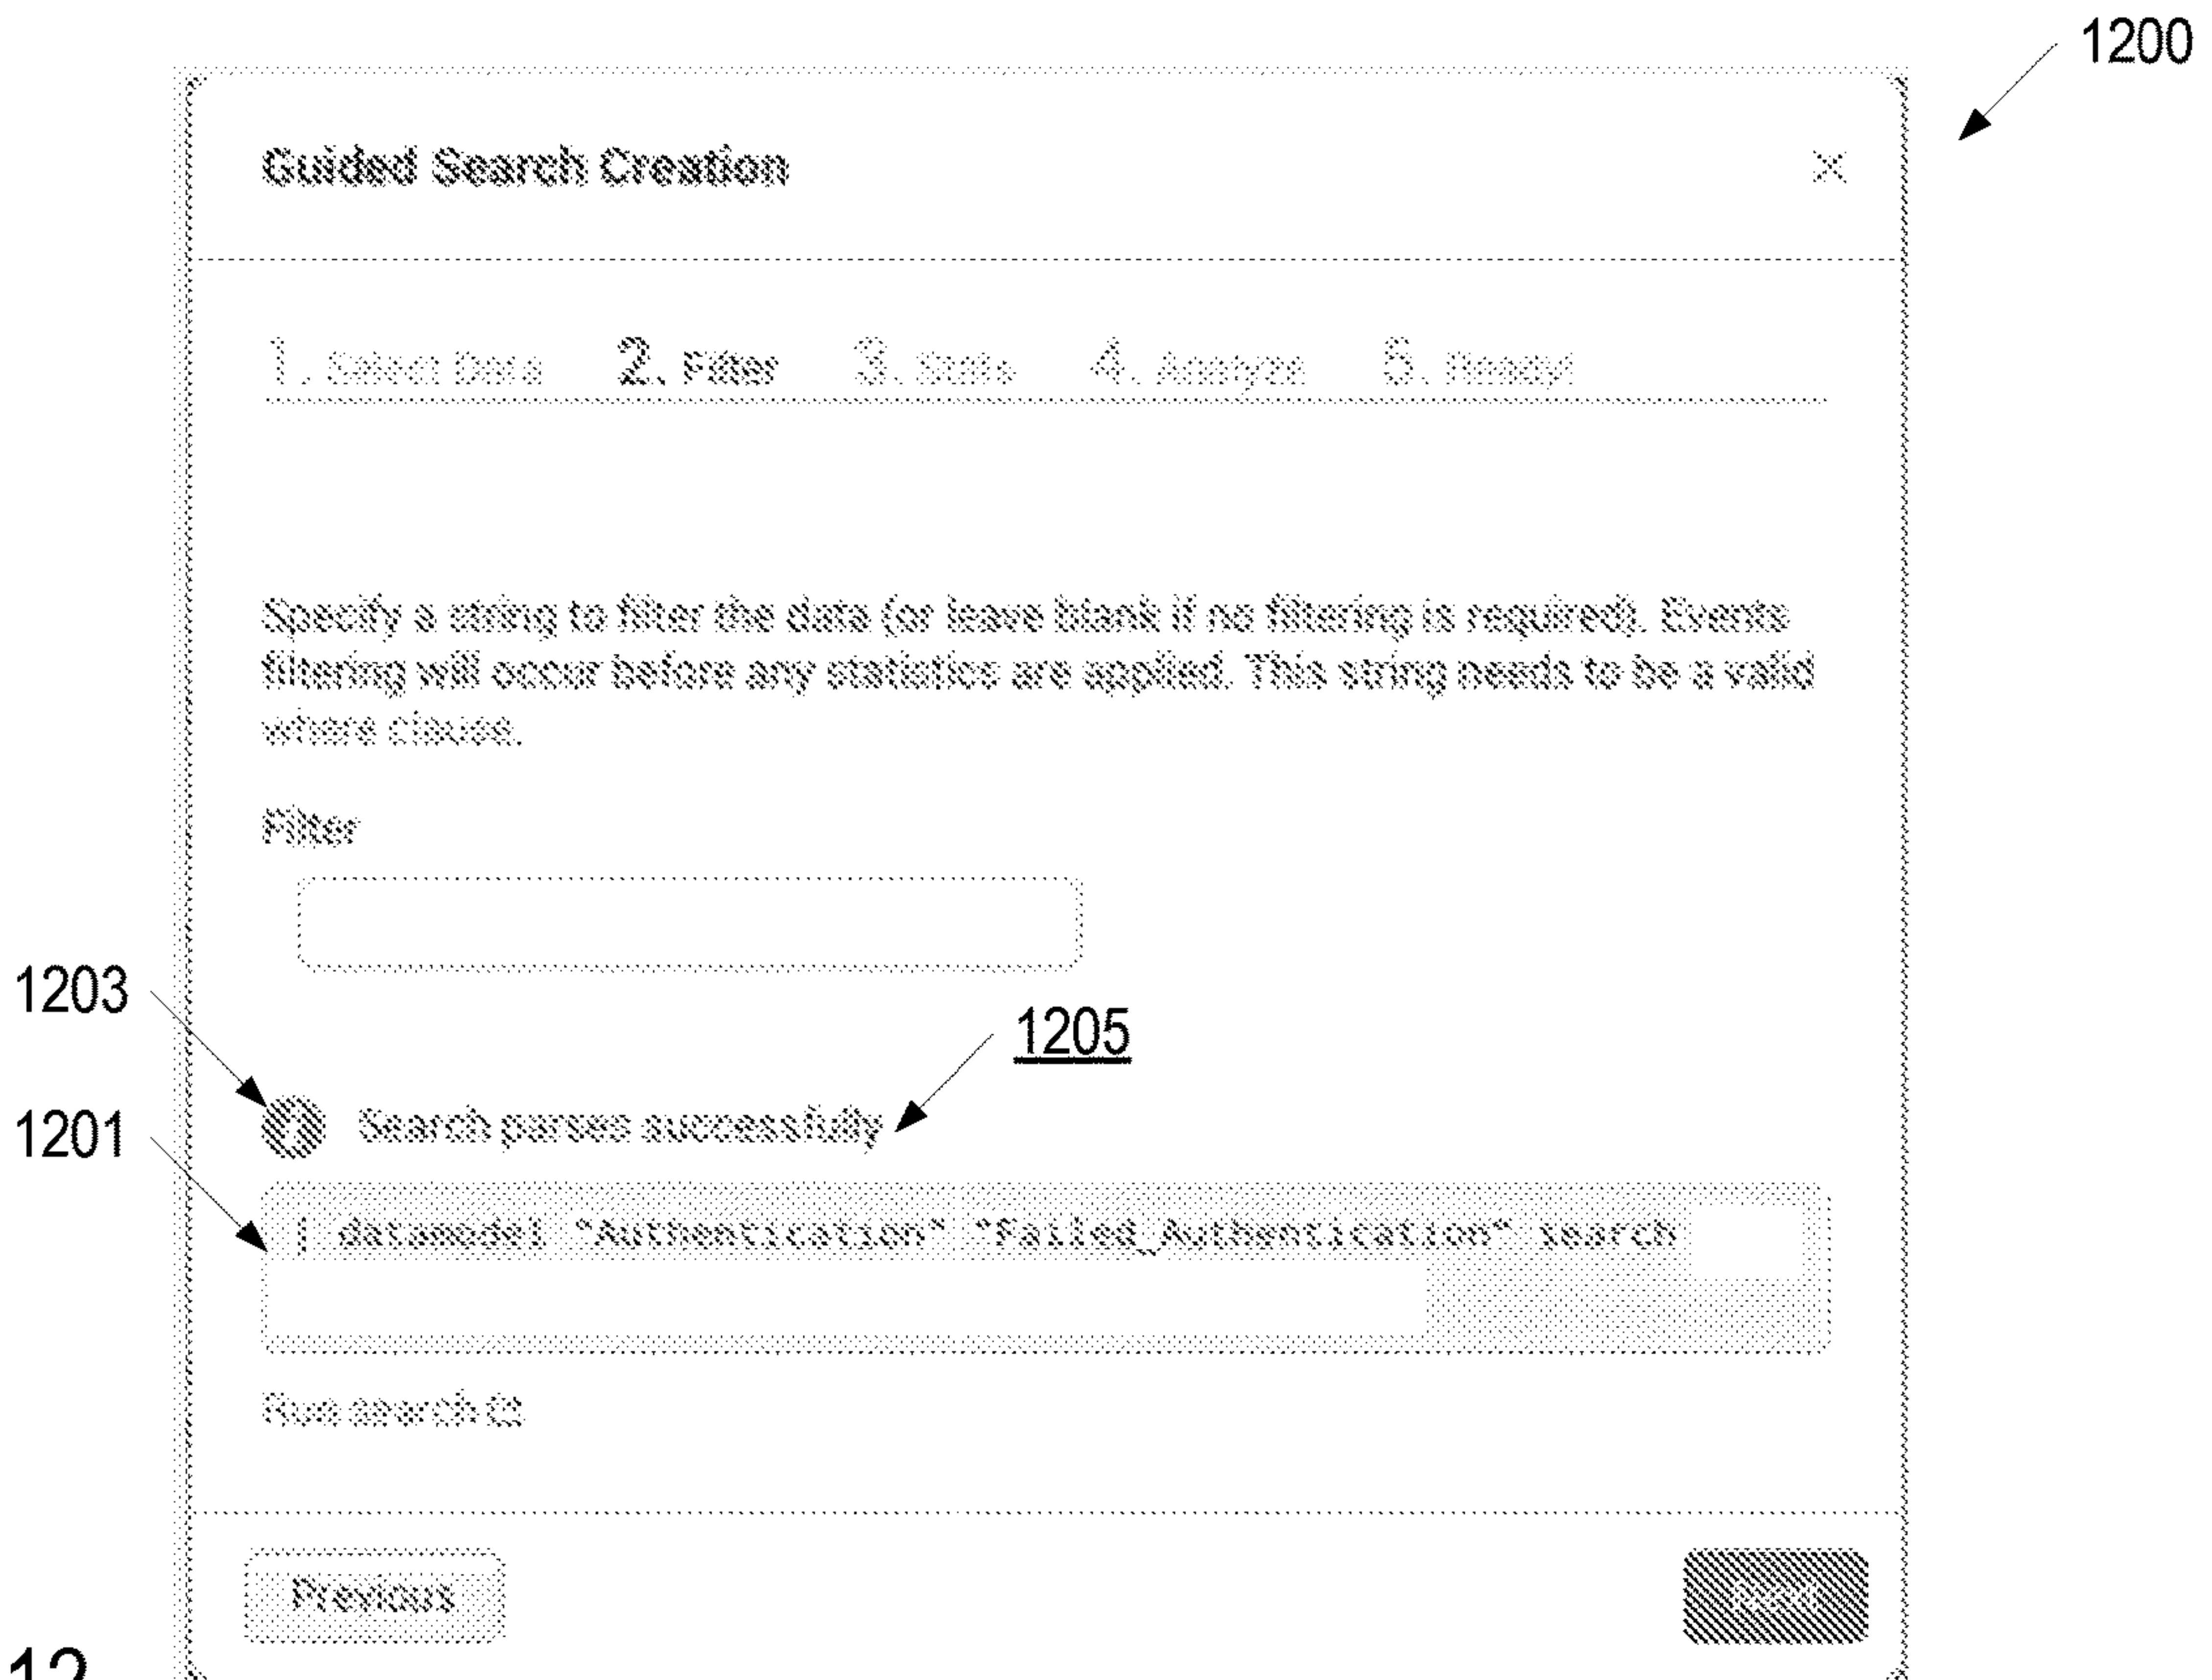 1200
Guided Search Creation
1. Select Data 2. Filter 3. Stats 4. Analyze 5. Ready!
Specify a string to filter the data (or leave blank if no filtering is required). Events
filtering will occur before any statistics are applied. This string needs to be a valid
where clause.
Filter
1203
1205
Search parses successfully
1201
| datamodel "Authentication" "Failed_Authentication" search
Run search
Previous
Next
12